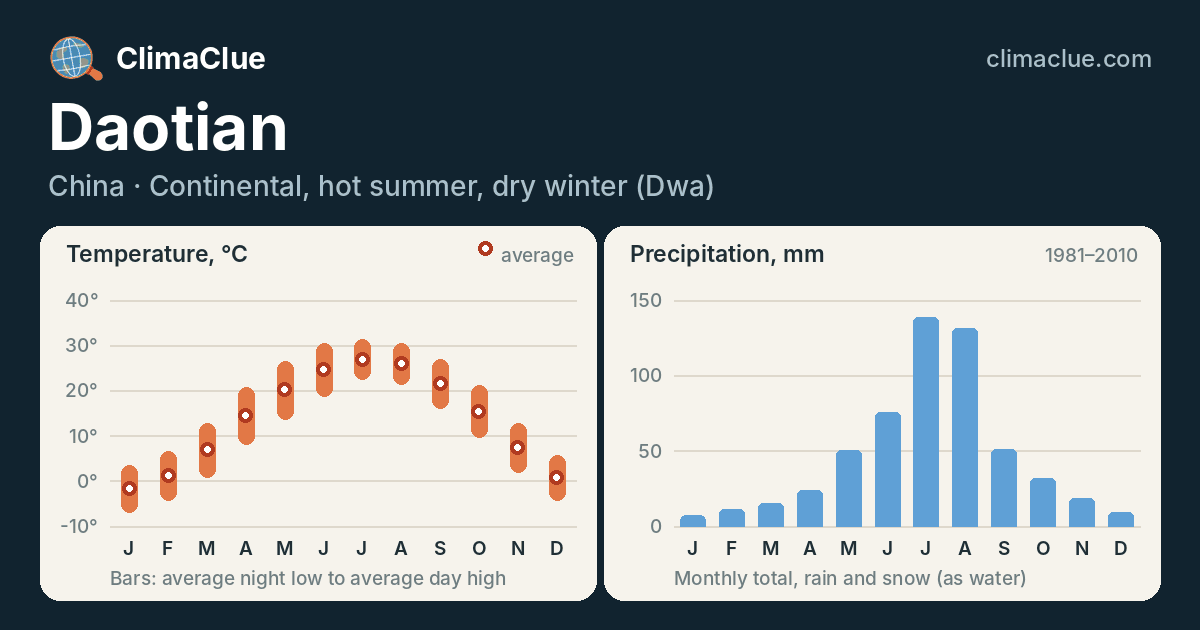 ClimaClue
climaclue.com
Daotian
China · Continental, hot summer, dry winter (Dwa)
Temperature, °C
average
40°
30°
20°
10°
0°
-10°
J F M A M J J A S O N D
Bars: average night low to average day high
Precipitation, mm
1981–2010
150
100
50
0
J F M A M J J A S O N D
Monthly total, rain and snow (as water)